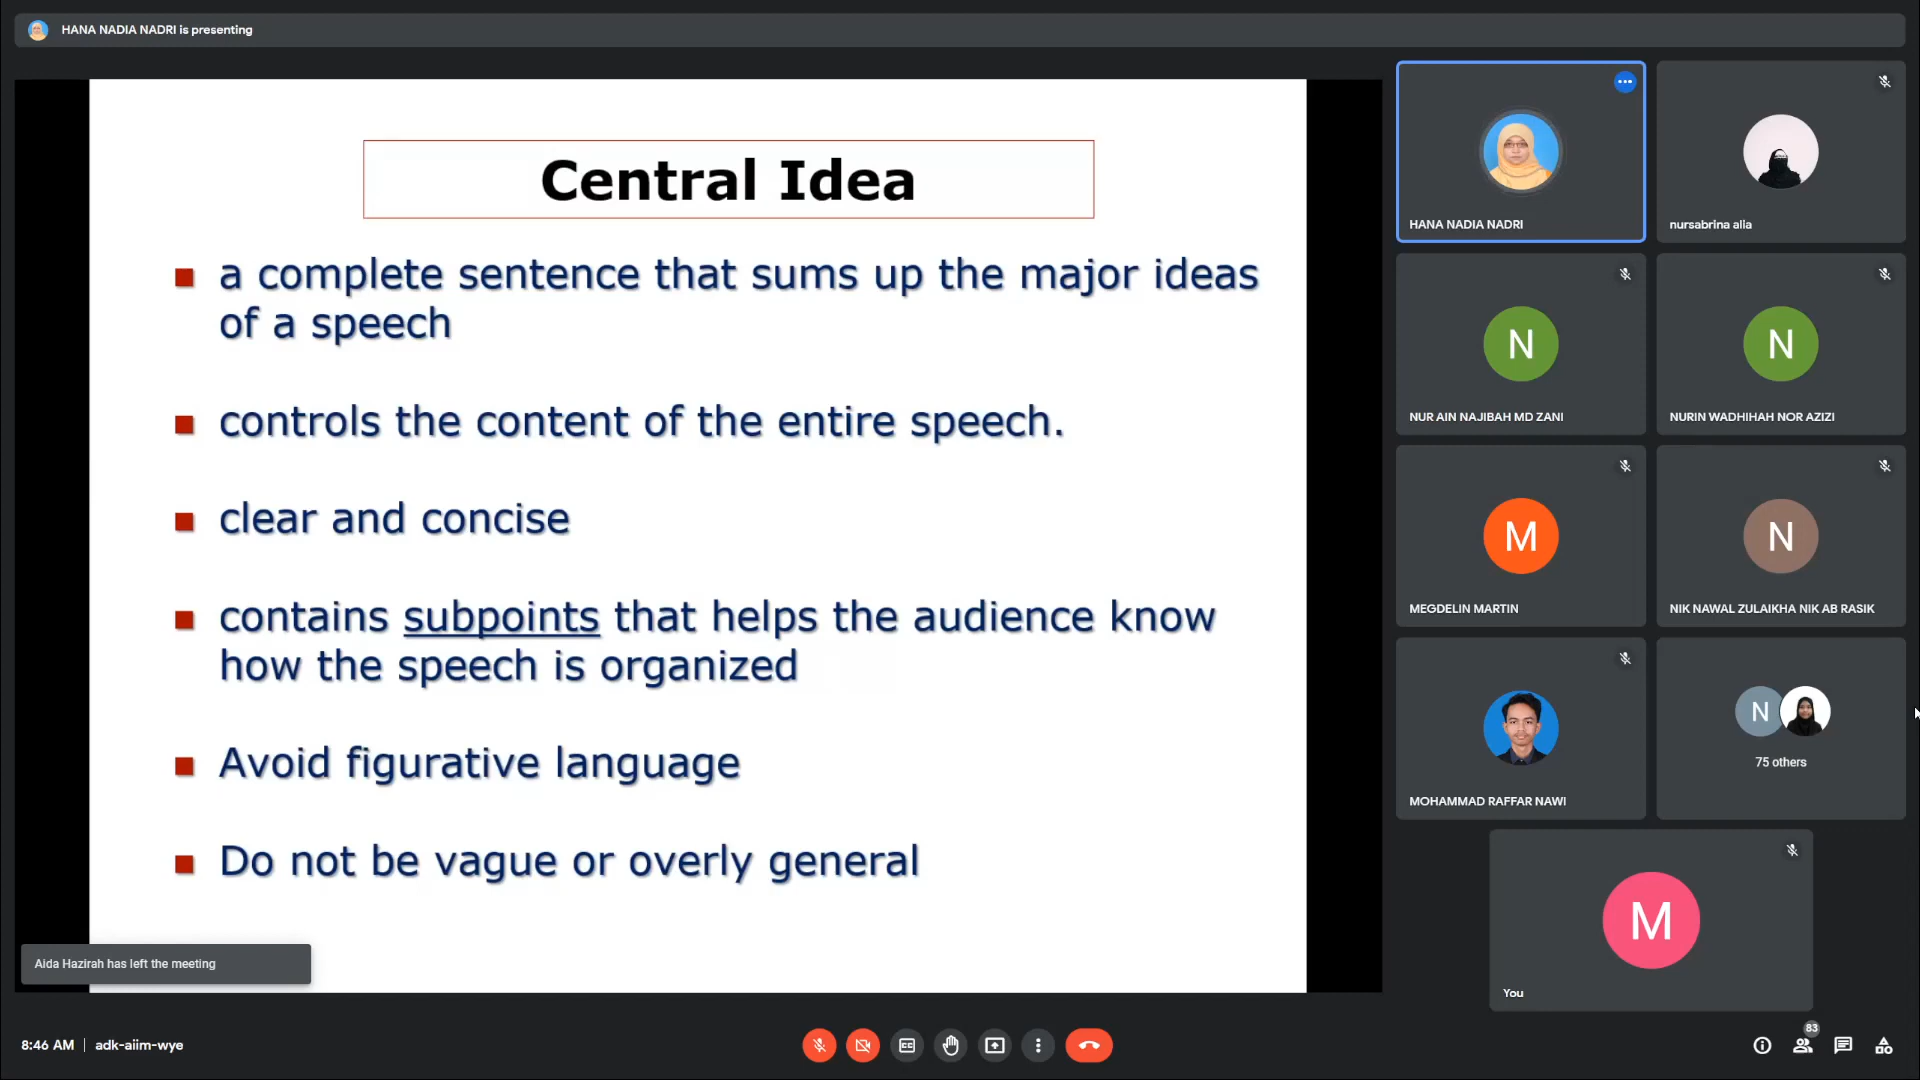 HANA NADIA NADRI is presenting
Central Idea
a complete sentence that sums up the major ideas
of a speech
controls the content of the entire speech.
clear and concise
contains subpoints that helps the audience know
how the speech is organized
Avoid figurative language
Do not be vague or overly general
Aida Hazirah has left the meeting
HANA NADIA NADRI
nursabrina alia
N
NUR AIN NAJIBAH MD ZANI
N
NURIN WADHIHAH NOR AZIZI
M
MEGDELIN MARTIN
N
NIK NAWAL ZULAIKHA NIK AB RASIK
MOHAMMAD RAFFAR NAWI
N
75 others
M
You
8:46 AM | adk-aiim-wye
83